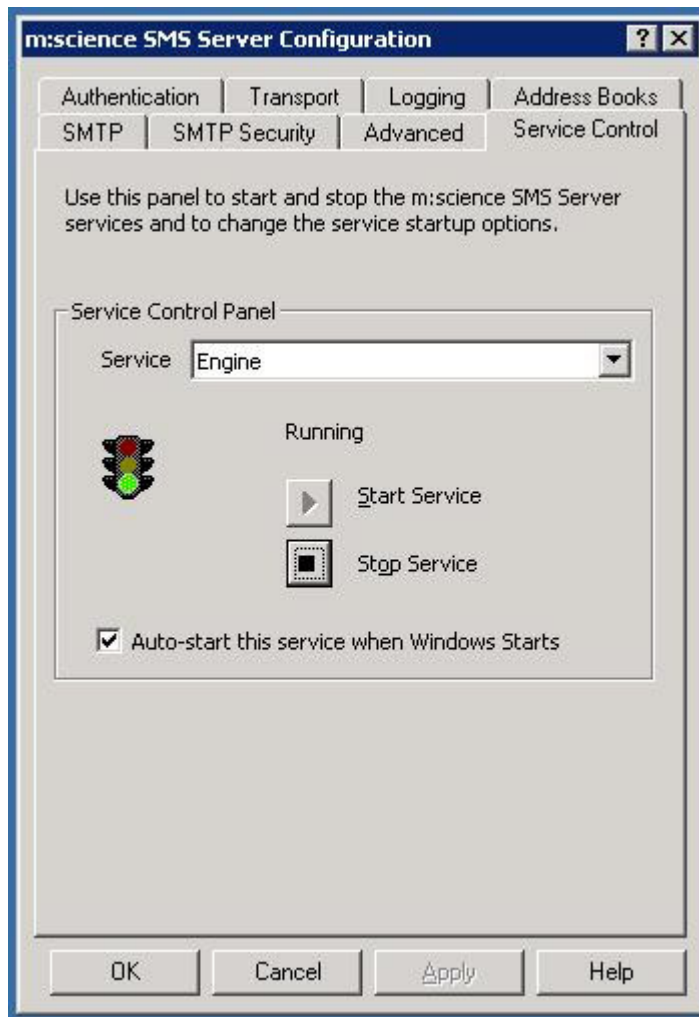 m:science SMS Server Configuration
Authentication Transport Logging Address Books
SMTP SMTP Security Advanced Service Control
Use this panel to start and stop the m:science SMS Server
services and to change the service startup options.
Service Control Panel
Service Engine
Running
Start Service
Stop Service
Auto-start this service when Windows Starts
OK Cancel Apply Help